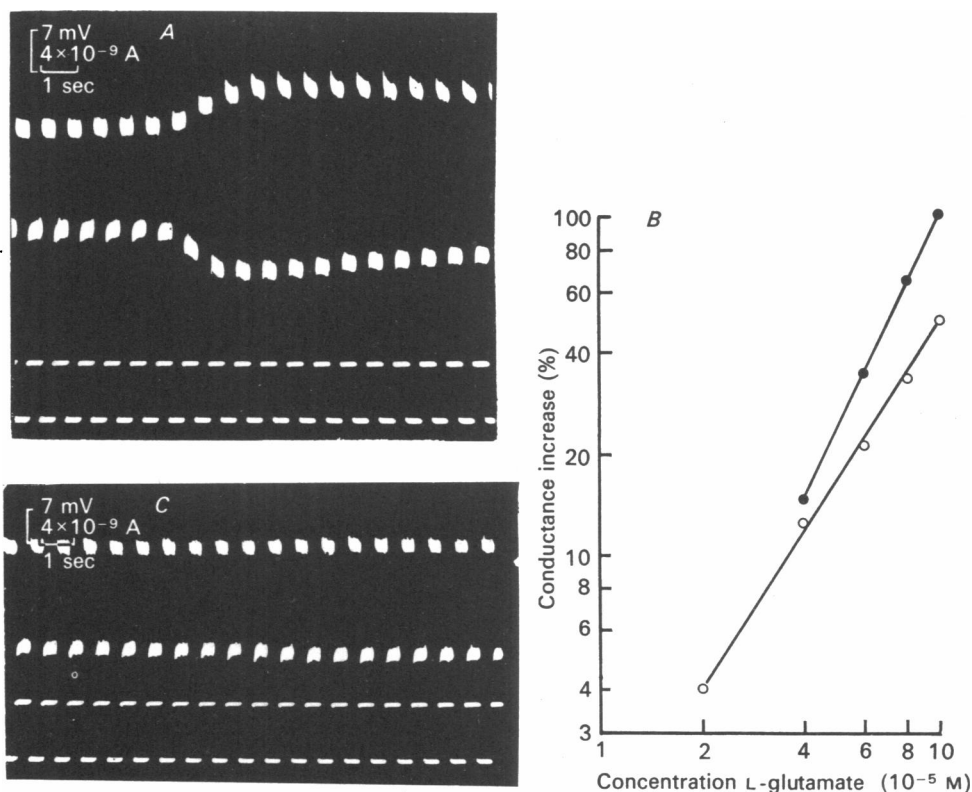 7 mV
A
4×10⁻⁹ A
1 sec
7 mV
C
4×10⁻⁹ A
1 sec
B
100
80
60
40
20
10
8
6
4
3
Conductance increase (%)
1
2
4
6
8
10
Concentration L-glutamate (10⁻⁵ M)